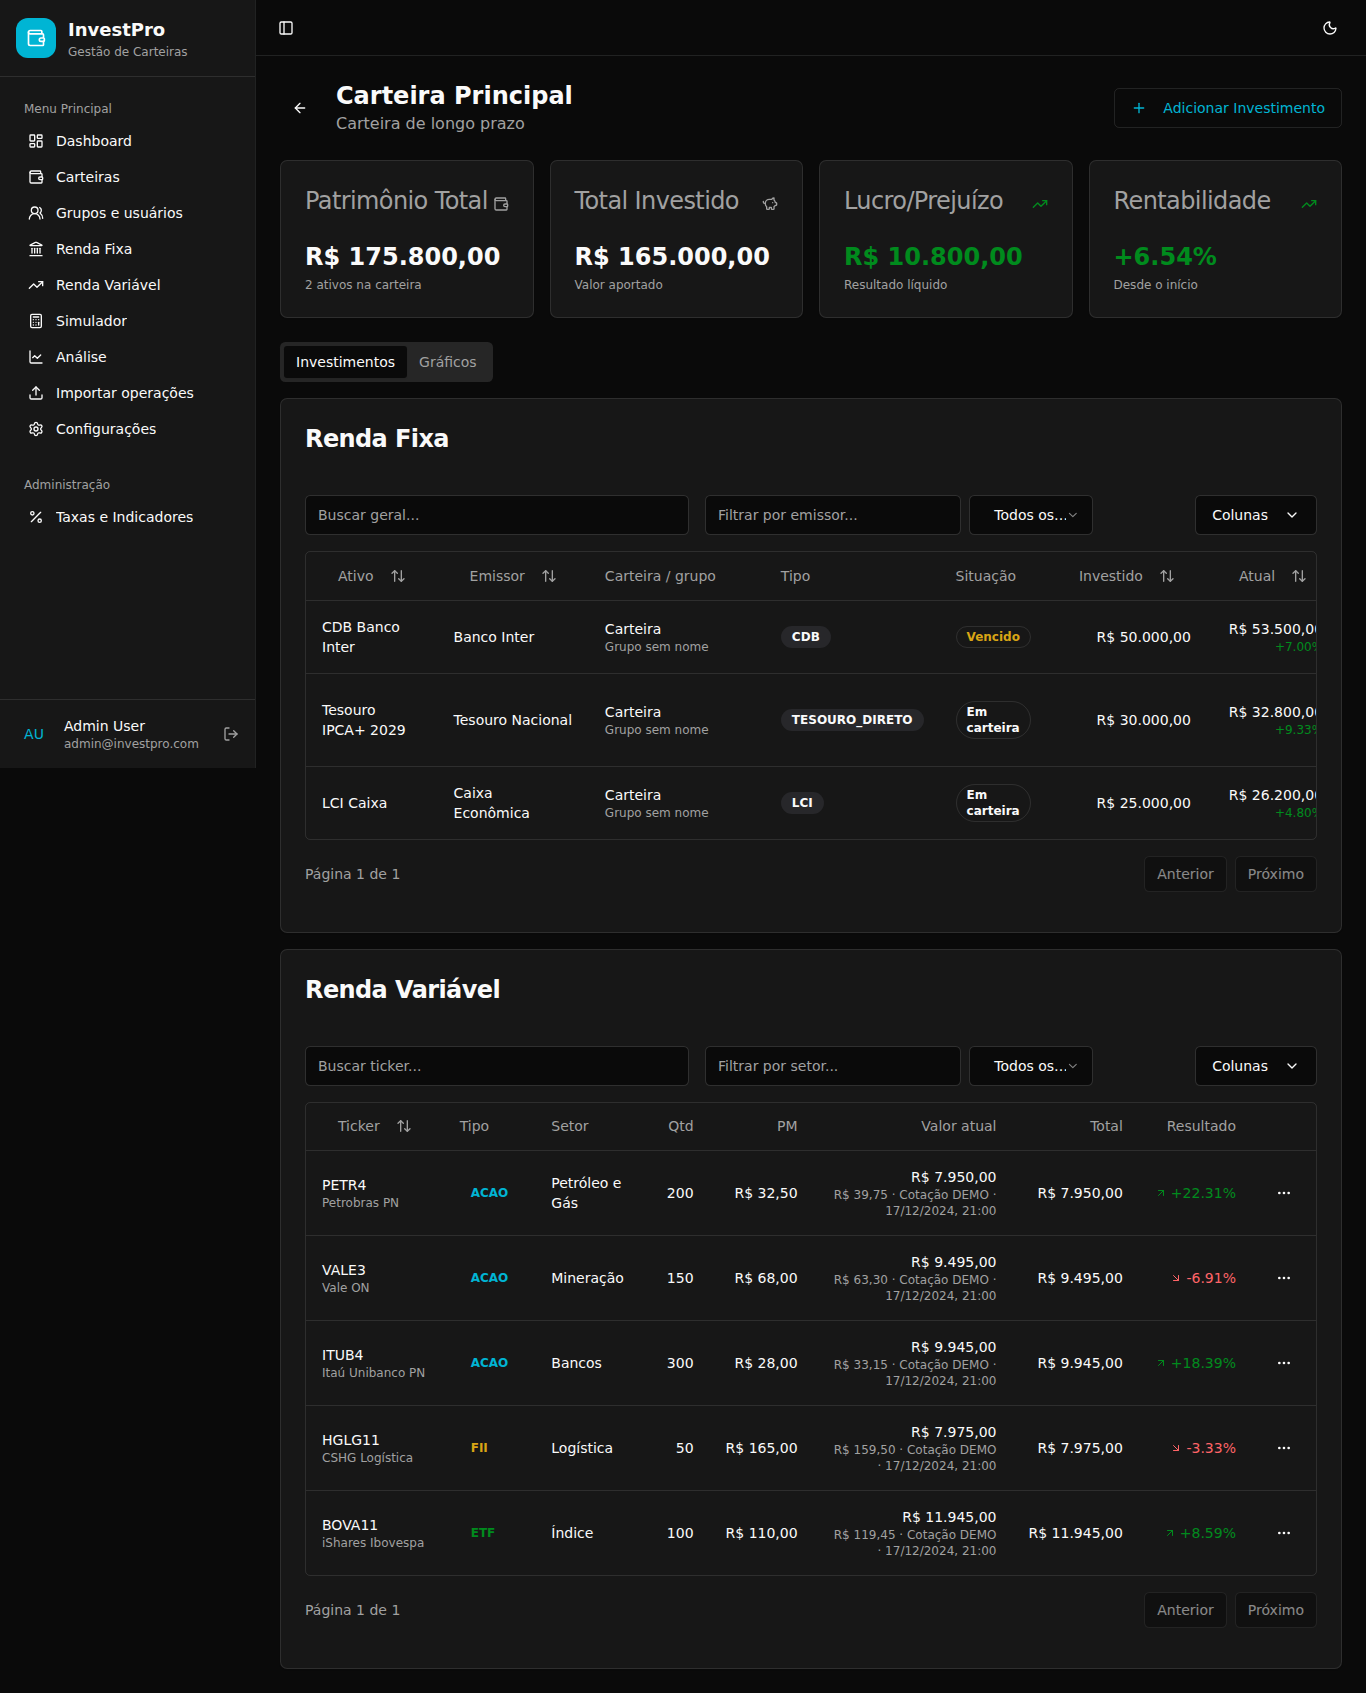 InvestPro
Gestão de Carteiras
Menu Principal
Dashboard
Carteiras
Grupos e usuários
Renda Fixa
Renda Variável
Simulador
Análise
Importar operações
Configurações
Administração
Taxas e Indicadores
AU
Admin User
admin@investpro.com
Carteira Principal
Carteira de longo prazo
Adicionar Investimento
Patrimônio Total
R$ 175.800,00
2 ativos na carteira
Total Investido
R$ 165.000,00
Valor aportado
Lucro/Prejuízo
R$ 10.800,00
Resultado líquido
Rentabilidade
+6.54%
Desde o início
Investimentos Gráficos
Renda Fixa
Buscar geral... Filtrar por emissor... Todos os... Colunas
Ativo Emissor Carteira / grupo Tipo Situação Investido Atual
CDB Banco
Inter
Banco Inter
Carteira
Grupo sem nome
CDB
Vencido
R$ 50.000,00
R$ 53.500,00
+7.00%
Tesouro
IPCA+ 2029
Tesouro Nacional
Carteira
Grupo sem nome
TESOURO_DIRETO
Em
carteira
R$ 30.000,00
R$ 32.800,00
+9.33%
LCI Caixa
Caixa
Econômica
Carteira
Grupo sem nome
LCI
Em
carteira
R$ 25.000,00
R$ 26.200,00
+4.80%
Página 1 de 1
Anterior Próximo
Renda Variável
Buscar ticker... Filtrar por setor... Todos os... Colunas
Ticker Tipo Setor Qtd PM Valor atual Total Resultado
PETR4
Petrobras PN
ACAO
Petróleo e
Gás
200
R$ 32,50
R$ 7.950,00
R$ 39,75 · Cotação DEMO ·
17/12/2024, 21:00
R$ 7.950,00
+22.31%
VALE3
Vale ON
ACAO
Mineração
150
R$ 68,00
R$ 9.495,00
R$ 63,30 · Cotação DEMO ·
17/12/2024, 21:00
R$ 9.495,00
-6.91%
ITUB4
Itaú Unibanco PN
ACAO
Bancos
300
R$ 28,00
R$ 9.945,00
R$ 33,15 · Cotação DEMO ·
17/12/2024, 21:00
R$ 9.945,00
+18.39%
HGLG11
CSHG Logística
FII
Logística
50
R$ 165,00
R$ 7.975,00
R$ 159,50 · Cotação DEMO
· 17/12/2024, 21:00
R$ 7.975,00
-3.33%
BOVA11
iShares Ibovespa
ETF
Índice
100
R$ 110,00
R$ 11.945,00
R$ 119,45 · Cotação DEMO
· 17/12/2024, 21:00
R$ 11.945,00
+8.59%
Página 1 de 1
Anterior Próximo